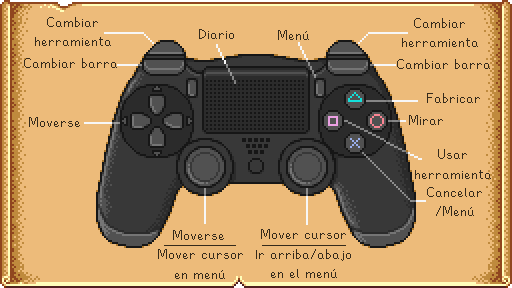 Cambiar
herramienta
Cambiar barra
Moverse
Diario
Menú
Cambiar
herramienta
Cambiar barra
Fabricar
Mirar
Usar
herramienta
Cancelar
/Menú
Moverse
Mover cursor
en menú
Mover cursor
Ir arriba/abajo
en el menú